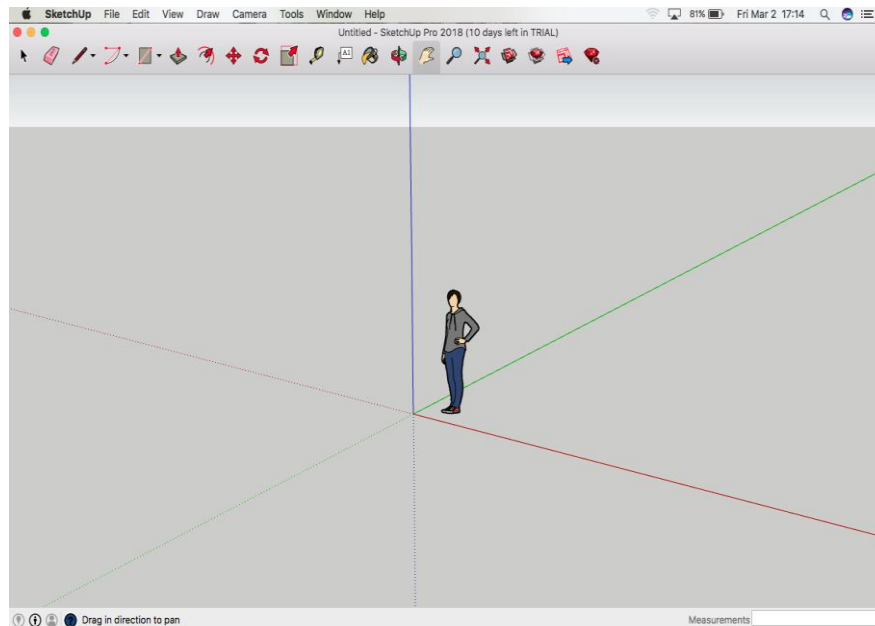 SketchUp File Edit View Draw Camera Tools Window Help 81% Fri Mar 2 17:14
Untitled - SketchUp Pro 2018 (10 days left in TRIAL)
A1
Drag in direction to pan Measurements